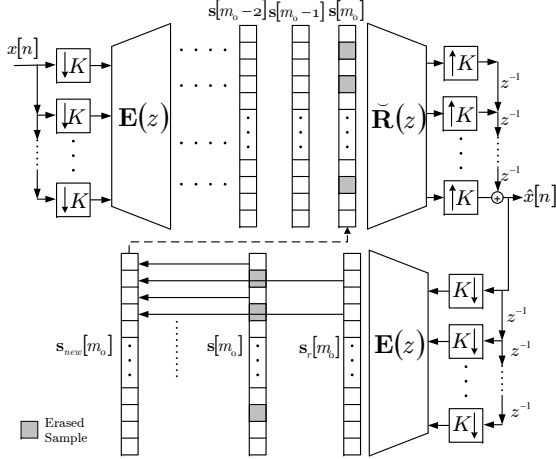 s[m₀−2] s[m₀−1] s[m₀]
x[n]
↓K
↑K
z⁻¹
E(z)
R̆(z)
↓K
↑K
z⁻¹
z⁻¹
↓K
↑K
+
x̂[n]
K↓
z⁻¹
s_new[m₀]
s[m₀]
s_r[m₀]
E(z)
K↓
z⁻¹
Erased
Sample
K↓
z⁻¹